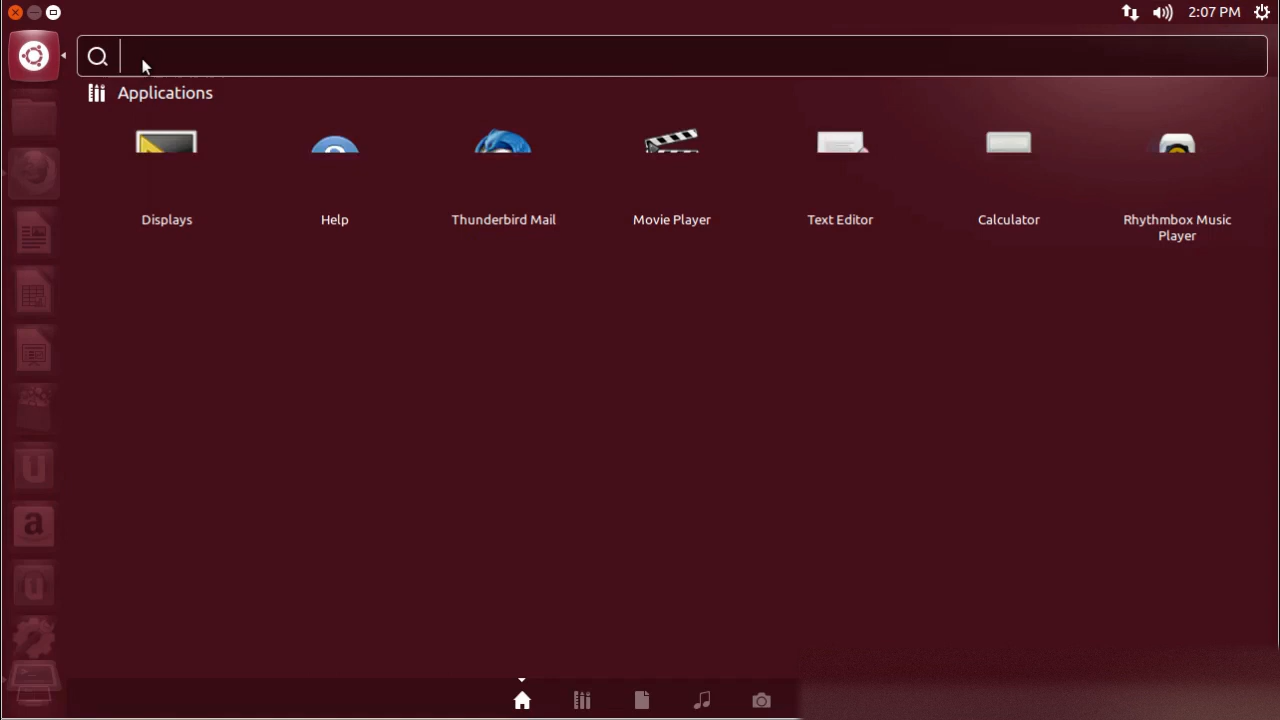 2:07 PM
Applications
Displays
Help
Thunderbird Mail
Movie Player
Text Editor
Calculator
Rhythmbox Music
Player